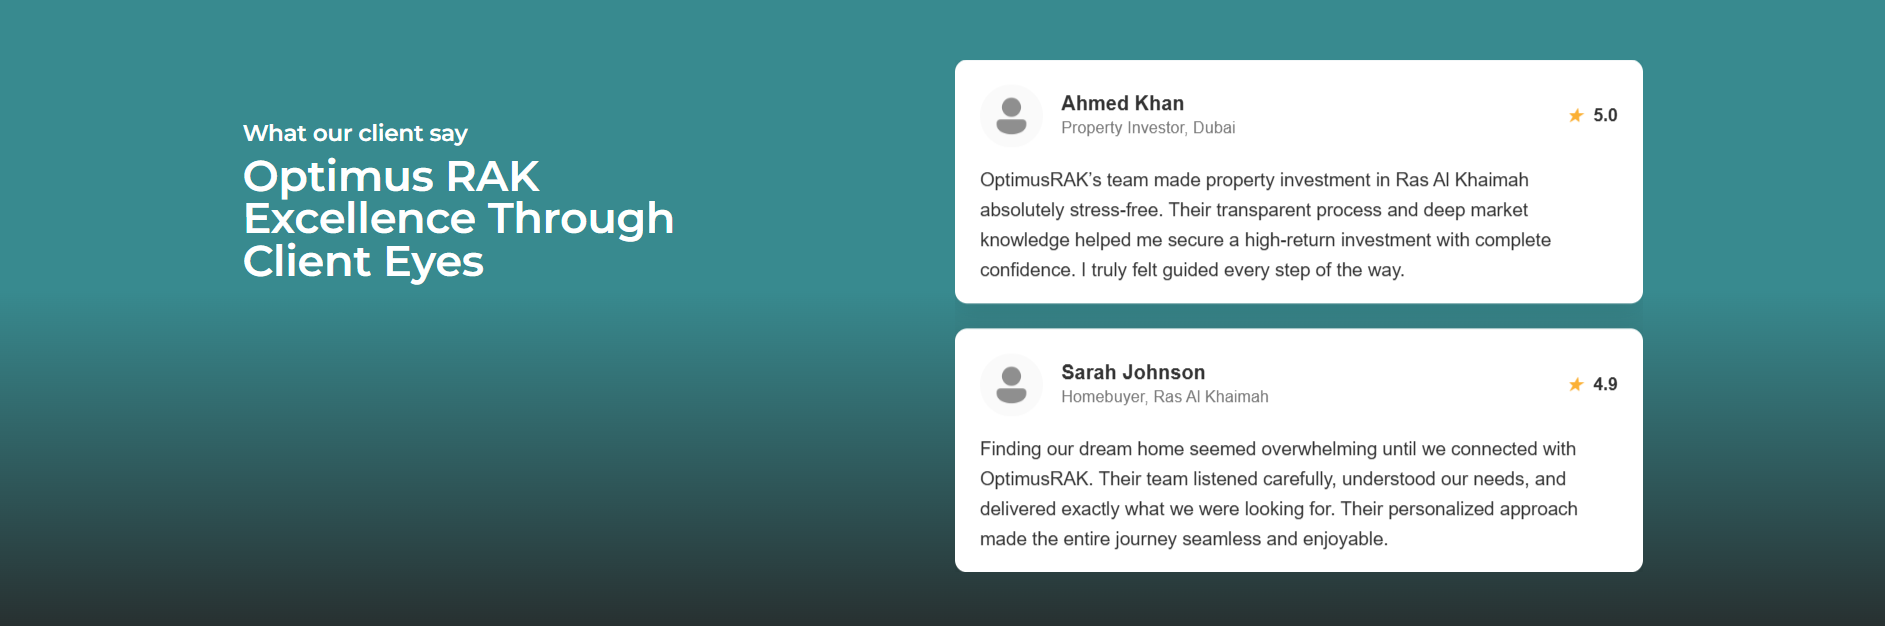 What our client say
Optimus RAK
Excellence Through
Client Eyes
Ahmed Khan
Property Investor, Dubai
5.0
OptimusRAK’s team made property investment in Ras Al Khaimah
absolutely stress-free. Their transparent process and deep market
knowledge helped me secure a high-return investment with complete
confidence. I truly felt guided every step of the way.
Sarah Johnson
Homebuyer, Ras Al Khaimah
4.9
Finding our dream home seemed overwhelming until we connected with
OptimusRAK. Their team listened carefully, understood our needs, and
delivered exactly what we were looking for. Their personalized approach
made the entire journey seamless and enjoyable.